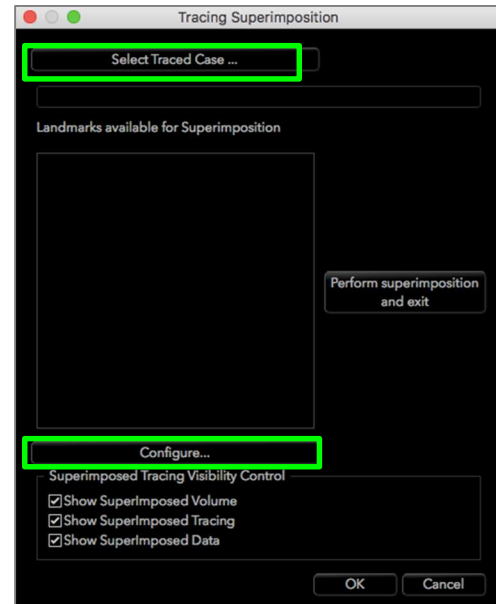 Tracing Superimposition
Select Traced Case ...
Landmarks available for Superimposition
Perform superimposition
and exit
Configure...
Superimposed Tracing Visibility Control
Show SuperImposed Volume
Show SuperImposed Tracing
Show SuperImposed Data
OK
Cancel